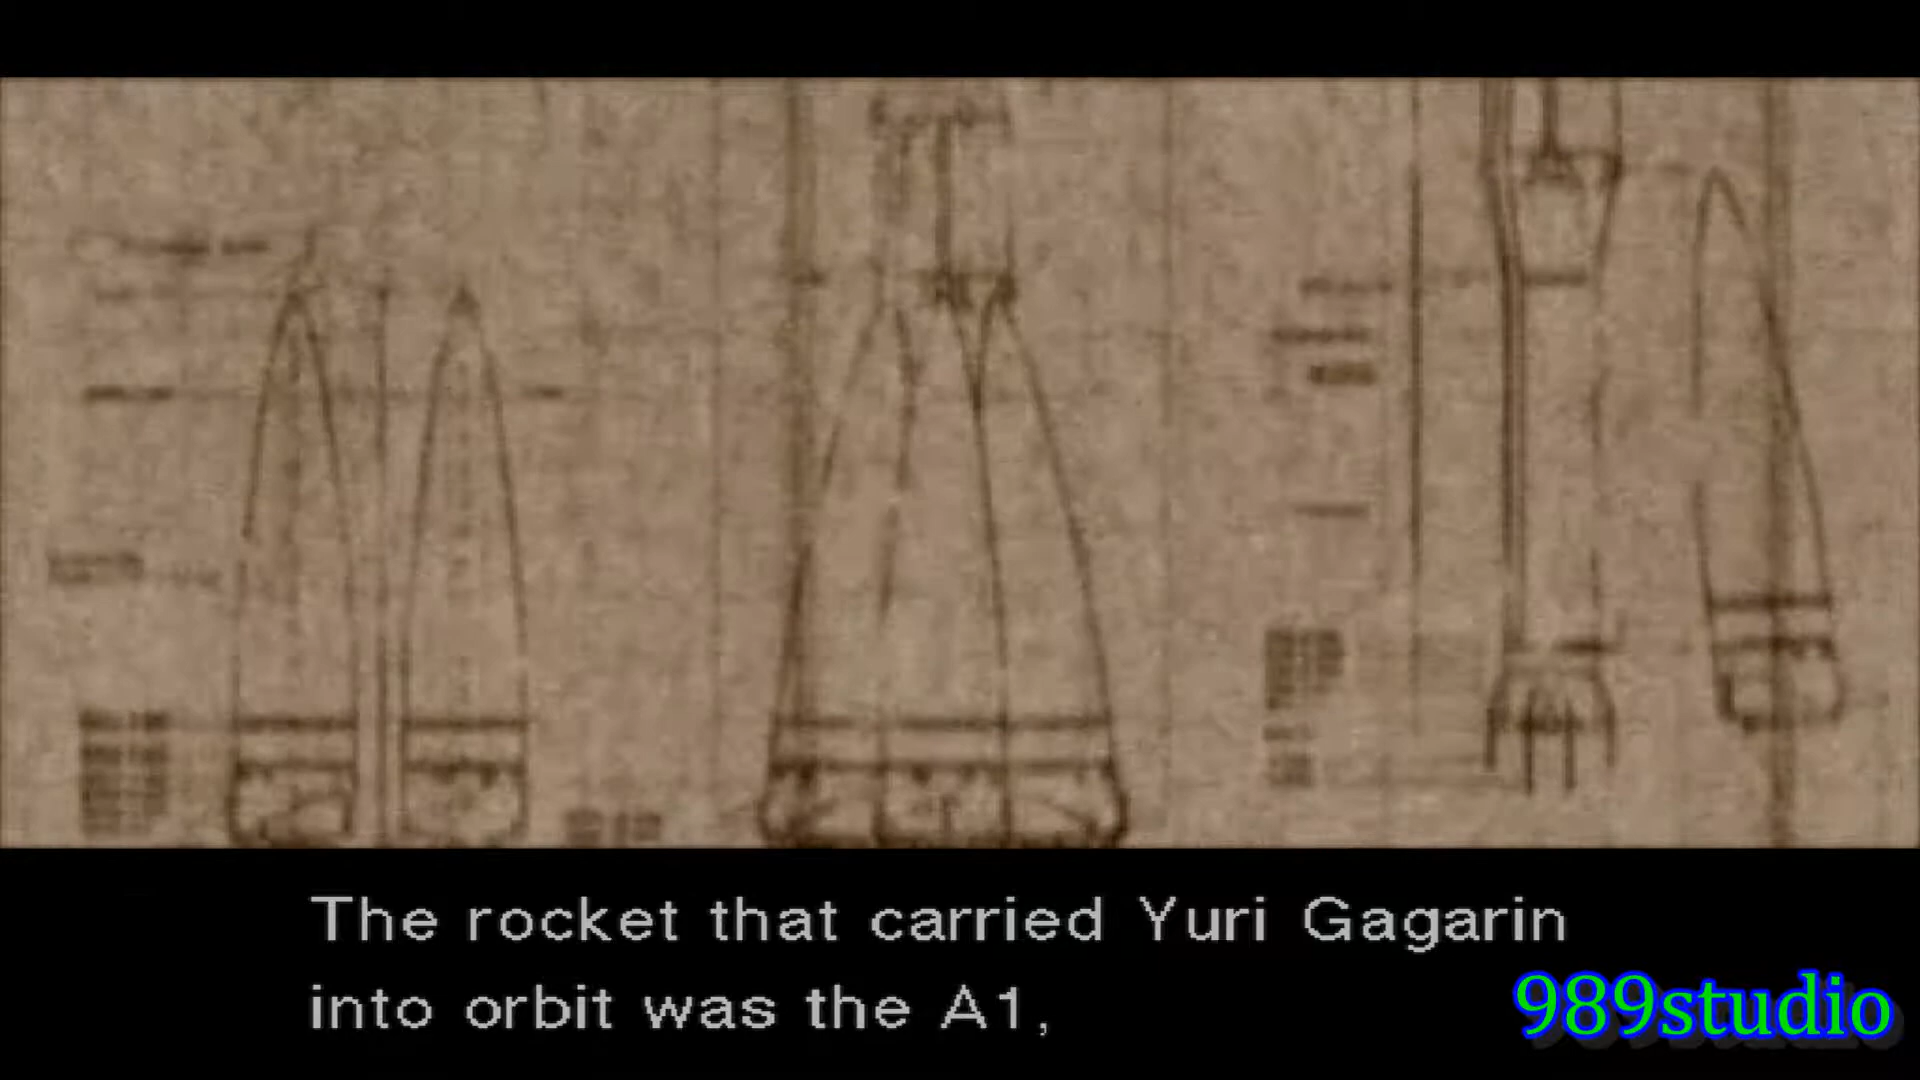 The rocket that carried Yuri Gagarin
into orbit was the A1,
989studio